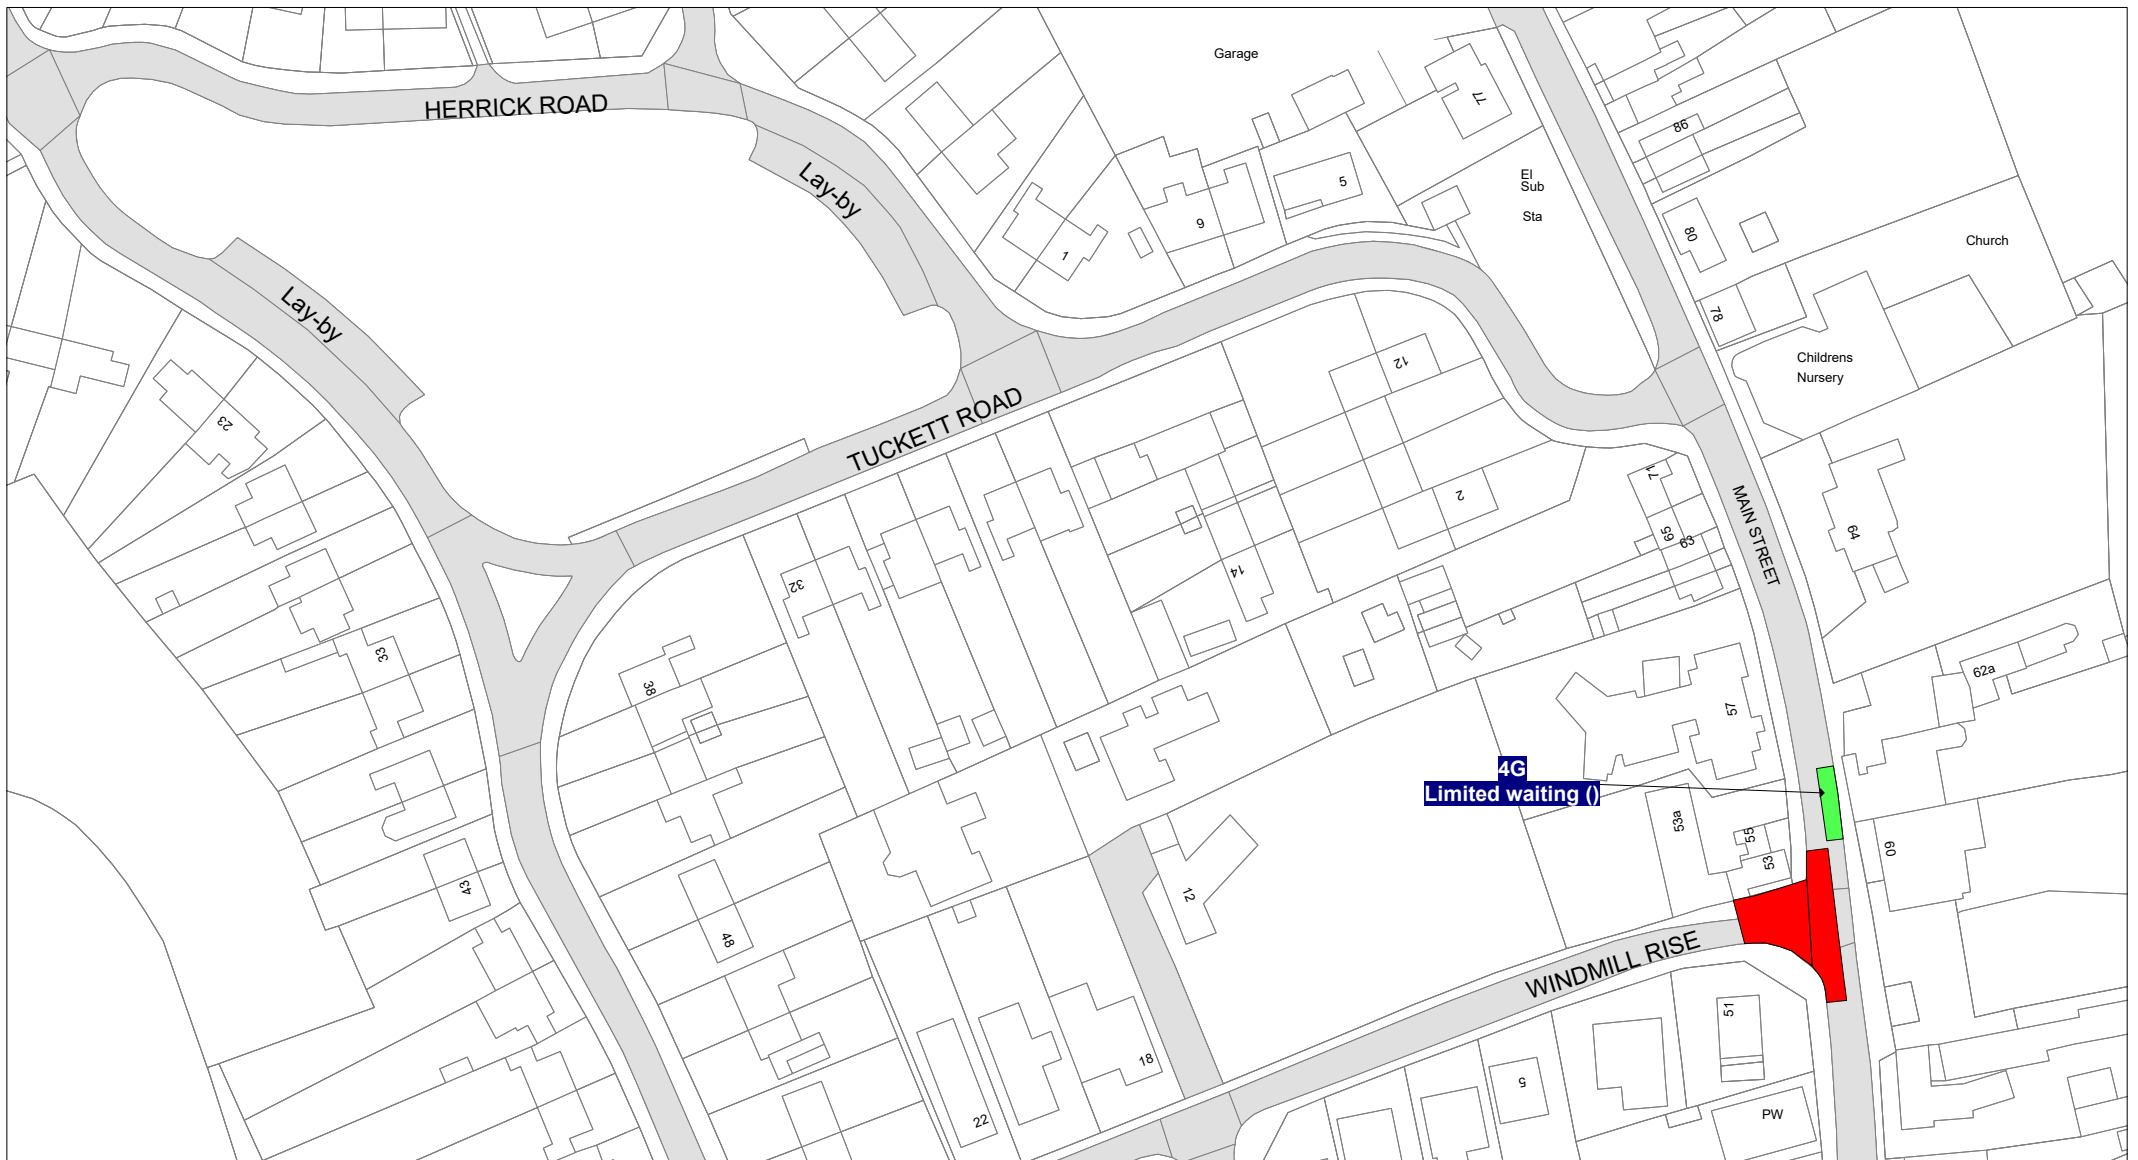 Garage
HERRICK ROAD
77
86
Lay-by
El
Sub
Sta
5
9
1
80
Church
78
Lay-by
12
Childrens
Nursery
23
TUCKETT ROAD
71
2
MAIN STREET
65
63
64
14
32
33
38
62a
57
4G
Limited waiting ()
53a
55
53
60
43
12
48
WINDMILL RISE
51
18
5
22
PW